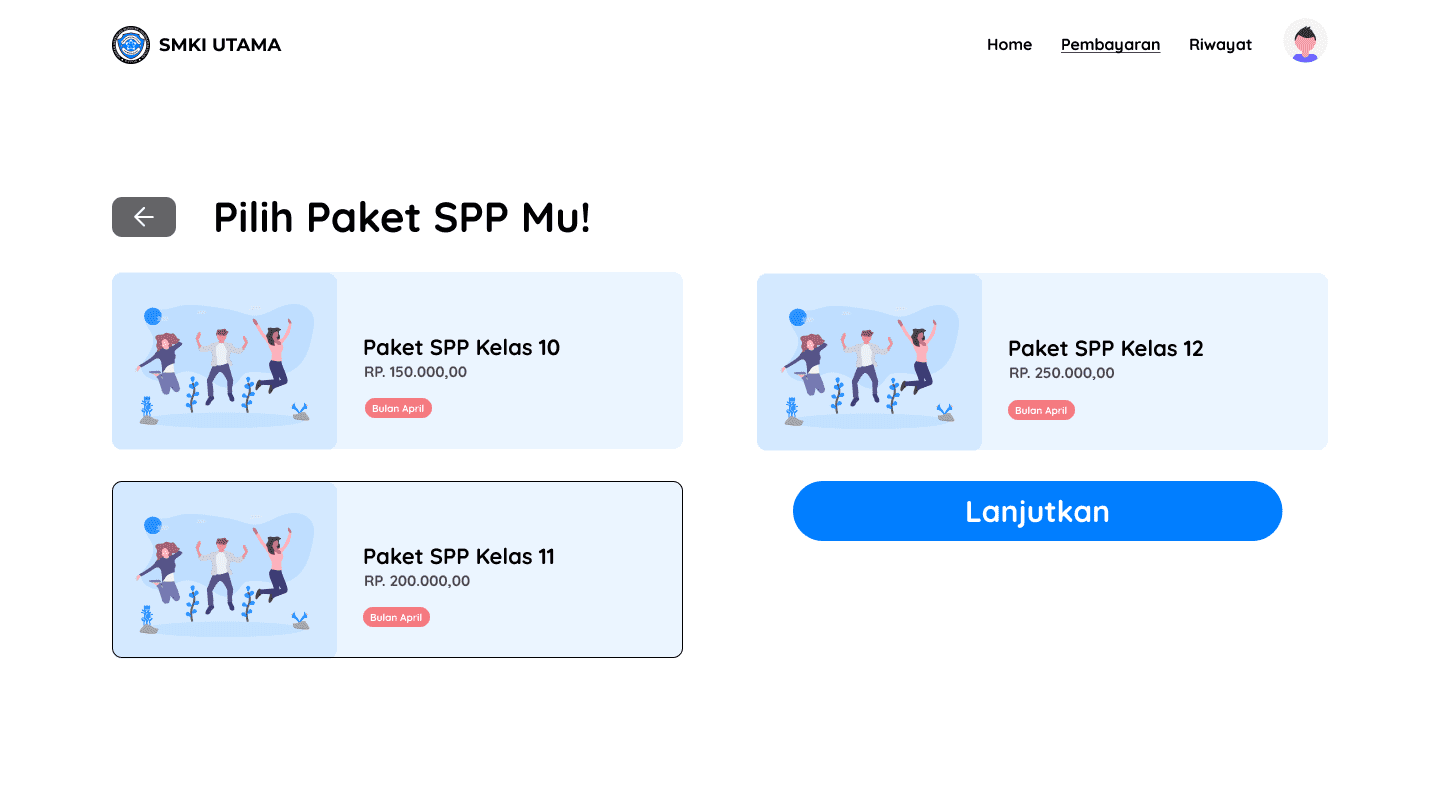 SMKI UTAMA
Home Pembayaran Riwayat
Pilih Paket SPP Mu!
Paket SPP Kelas 10
RP. 150.000,00
Bulan April
Paket SPP Kelas 12
RP. 250.000,00
Bulan April
Paket SPP Kelas 11
RP. 200.000,00
Bulan April
Lanjutkan